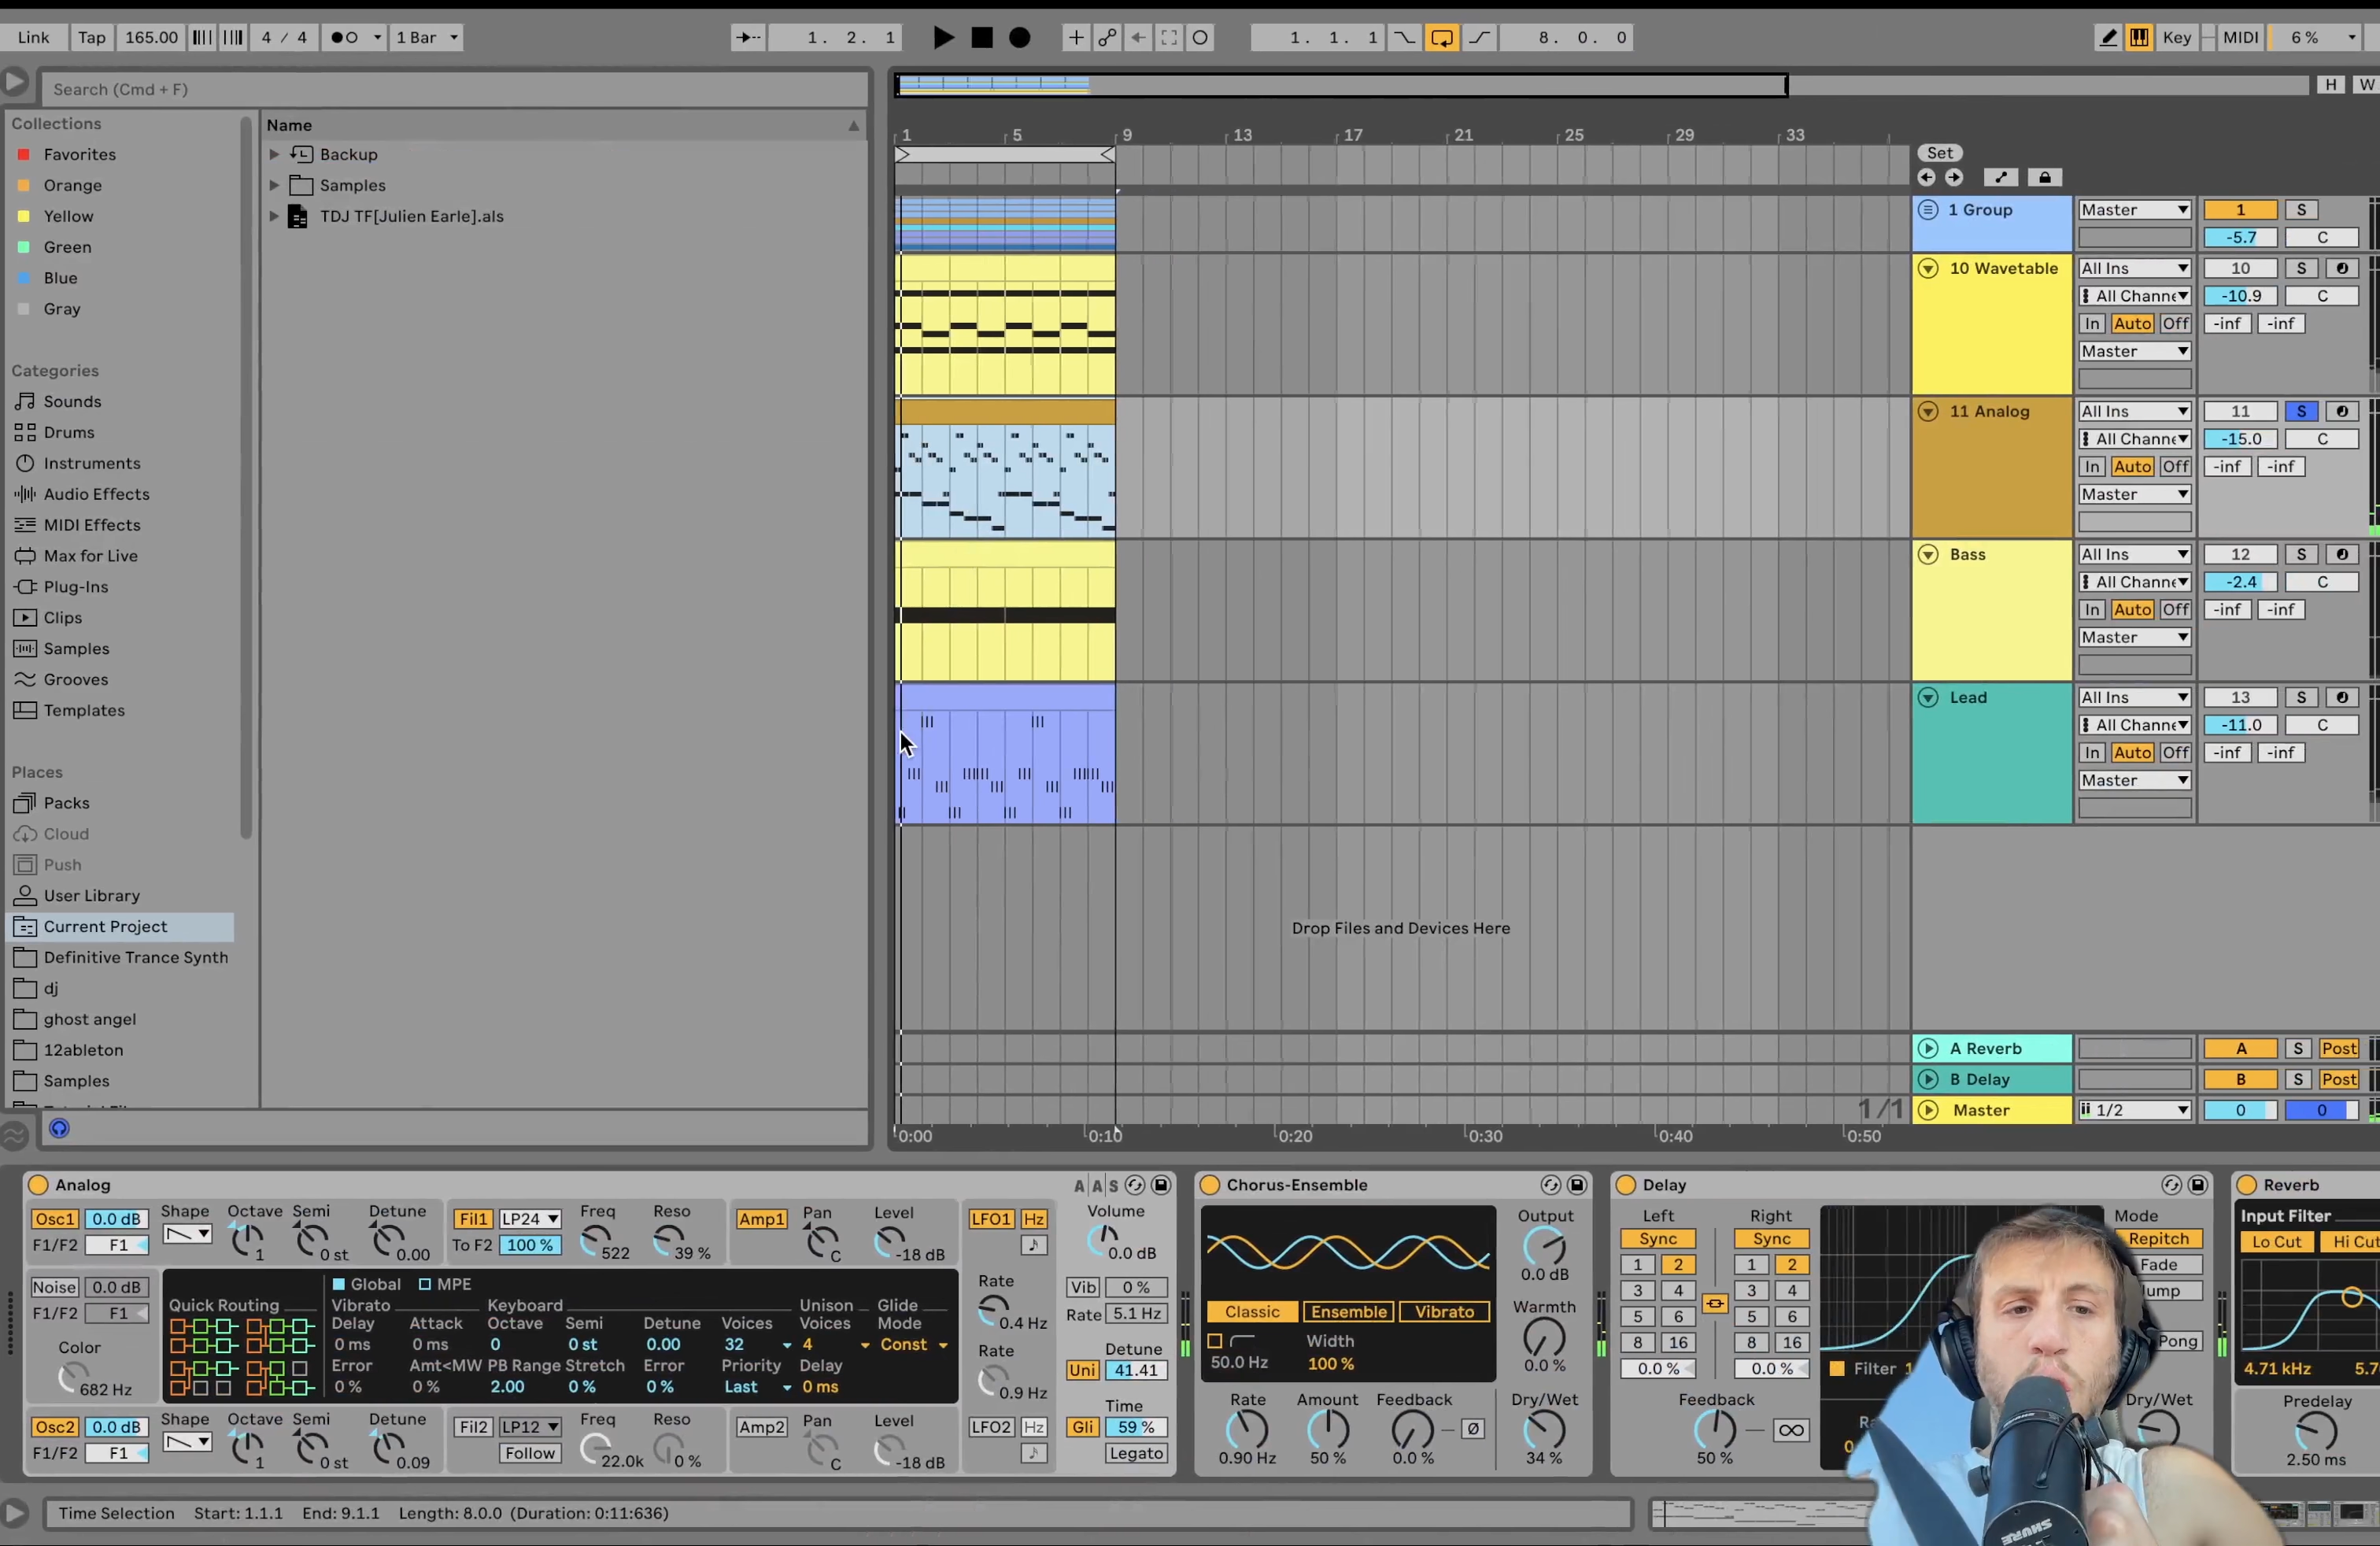 Link Tap 165.00 4 / 4 1 Bar 1. 2. 1 1. 1. 1 8. 0. 0 Key MIDI 6 %
Search (Cmd + F) H W
Collections
Favorites
Orange
Yellow
Green
Blue
Gray
Categories
Sounds
Drums
Instruments
Audio Effects
MIDI Effects
Max for Live
Plug-Ins
Clips
Samples
Grooves
Templates
Places
Packs
Cloud
Push
User Library
Current Project
Definitive Trance Synth
dj
ghost angel
12ableton
Samples
Name
Backup
Samples
TDJ TF[Julien Earle].als
1 5 9 13 17 21 25 29 33
Set
1 Group Master 1 S
-5.7 C
10 Wavetable All Ins 10 S
All Channe -10.9 C
In Auto Off -inf -inf
Master
11 Analog All Ins 11 S
All Channe -15.0 C
In Auto Off -inf -inf
Master
Bass All Ins 12 S
All Channe -2.4 C
In Auto Off -inf -inf
Master
Lead All Ins 13 S
All Channe -11.0 C
In Auto Off -inf -inf
Master
Drop Files and Devices Here
A Reverb A S Post
B Delay B S Post
1/1 Master 1/2 0 0
0:00 0:10 0:20 0:30 0:40 0:50
Analog A A S
Osc1 0.0 dB Shape Octave Semi Detune
F1/F2 F1 1 0 st 0.00
Fil1 LP24 Freq Reso
To F2 100 % 522 39 %
Amp1 Pan Level
C -18 dB
LFO1 Hz
Volume
0.0 dB
Noise 0.0 dB
F1/F2 F1
Color
682 Hz
Quick Routing
Global MPE
Vibrato Keyboard Unison Glide
Delay Attack Octave Semi Detune Voices Voices Mode
0 ms 0 ms 0 0 st 0.00 32 4 Const
Error Amt<MW PB Range Stretch Error Priority Delay
0 % 0 % 2.00 0 % 0 % Last 0 ms
Rate
0.4 Hz
Rate
0.9 Hz
Vib 0 %
Rate 5.1 Hz
Detune
Uni 41.41
Time
Gli 59 %
Legato
Osc2 0.0 dB Shape Octave Semi Detune
F1/F2 F1 1 0 st 0.09
Fil2 LP12 Freq Reso
Follow 22.0k 0 %
Amp2 Pan Level
C -18 dB
LFO2 Hz
Chorus-Ensemble
Output
0.0 dB
Classic Ensemble Vibrato
Warmth
0.0 %
50.0 Hz Width
100 %
Rate Amount Feedback Dry/Wet
0.90 Hz 50 % 0.0 % Ø 34 %
Delay
Left Right
Sync Sync
1 2 1 2
3 4 3 4
5 6 5 6
8 16 8 16
0.0 % 0.0 %
Feedback
50 %
Filter
Mode
Repitch
Fade
Pong
Dry/Wet
Reverb
Input Filter
Lo Cut Hi Cut
4.71 kHz
Predelay
2.50 ms
Time Selection Start: 1.1.1 End: 9.1.1 Length: 8.0.0 (Duration: 0:11:636)
SHURE